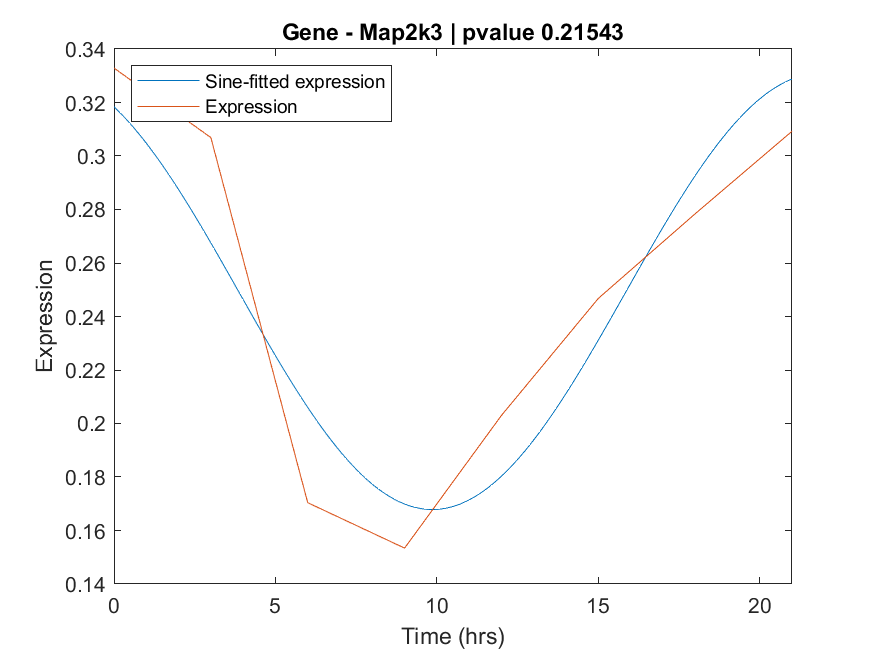 Gene - Map2k3 | pvalue 0.21543
0.34
0.32
0.3
0.28
0.26
0.24
0.22
0.2
0.18
0.16
0.14
Expression
Sine-fitted expression
Expression
0 5 10 15 20
Time (hrs)